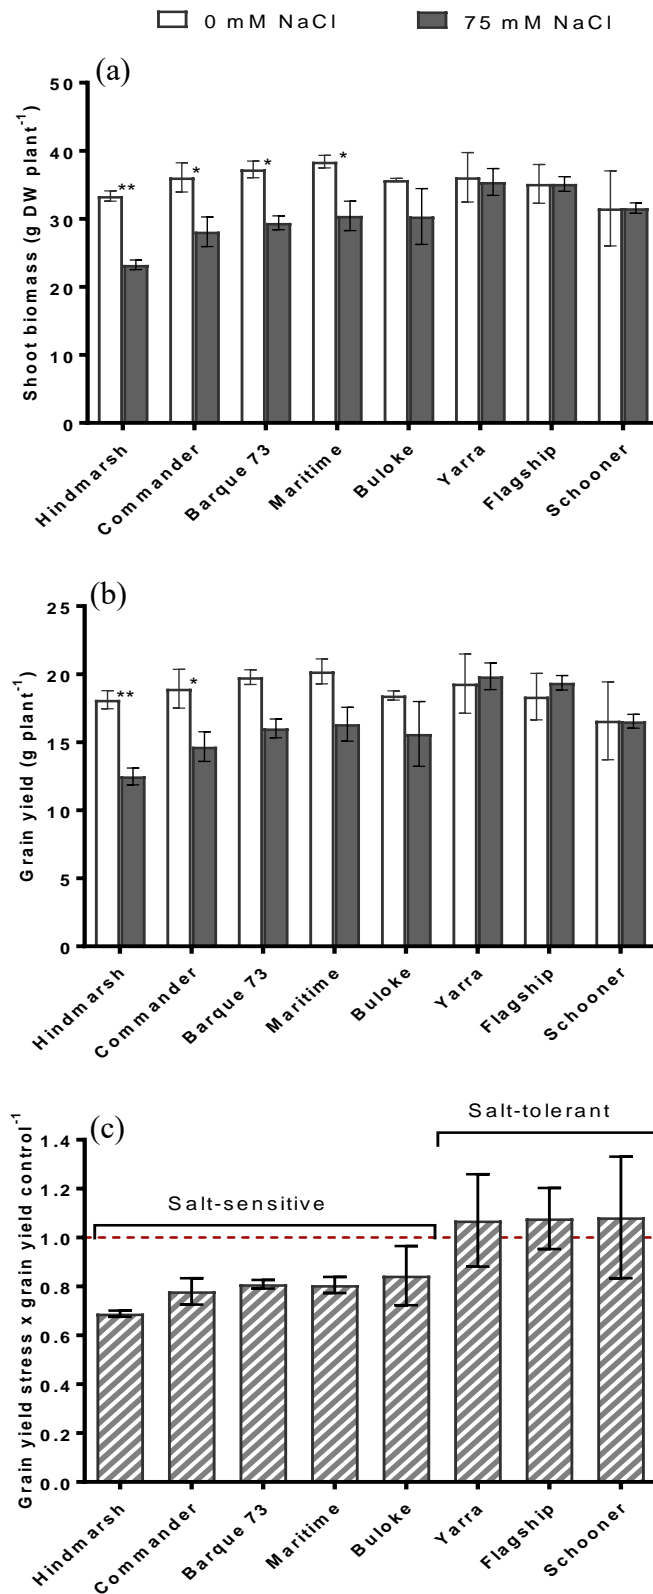 0 mM NaCl 75 mM NaCl
(a)
Shoot biomass (g DW plant⁻¹)
50
40
30
20
10
0
** * * *
Hindmarsh Commander Barque 73 Maritime Buloke Yarra Flagship Schooner
(b)
Grain yield (g plant⁻¹)
25
20
15
10
5
0
** *
Hindmarsh Commander Barque 73 Maritime Buloke Yarra Flagship Schooner
(c)
Grain yield stress x grain yield control⁻¹
1.4
1.2
1.0
0.8
0.6
0.4
0.2
0.0
Salt-tolerant
Salt-sensitive
Hindmarsh Commander Barque 73 Maritime Buloke Yarra Flagship Schooner